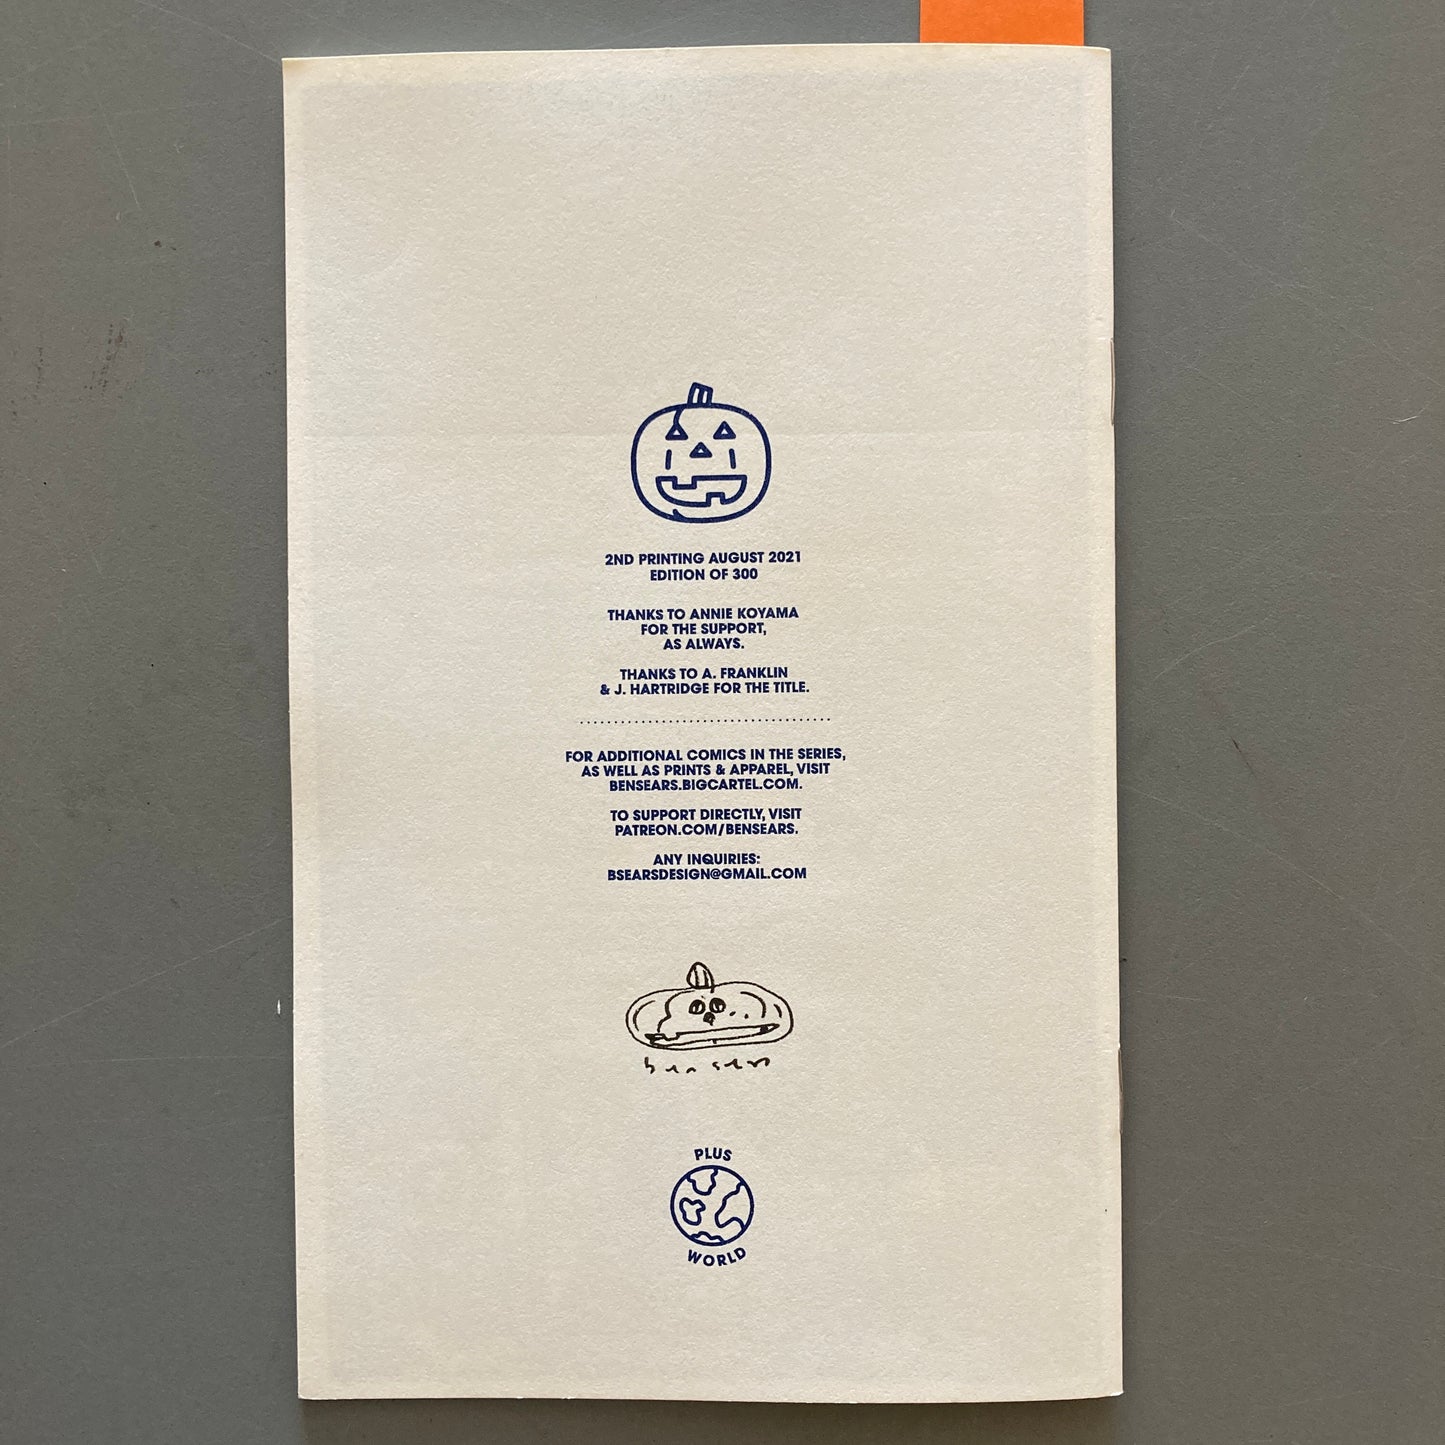 2ND PRINTING AUGUST 2021
EDITION OF 300
THANKS TO ANNIE KOYAMA
FOR THE SUPPORT,
AS ALWAYS.
THANKS TO A. FRANKLIN
& J. HARTRIDGE FOR THE TITLE.
FOR ADDITIONAL COMICS IN THE SERIES,
AS WELL AS PRINTS & APPAREL, VISIT
BENSEARS.BIGCARTEL.COM.
TO SUPPORT DIRECTLY, VISIT
PATREON.COM/BENSEARS.
ANY INQUIRIES:
BSEARSDESIGN@GMAIL.COM
ben sears
PLUS
WORLD